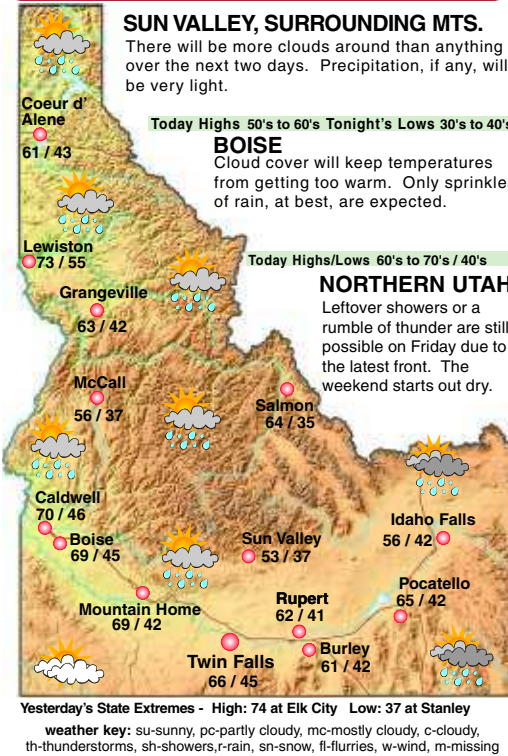 SUN VALLEY, SURROUNDING MTS.
There will be more clouds around than anything
over the next two days. Precipitation, if any, will
be very light.
Today Highs 50's to 60's Tonight's Lows 30's to 40's
BOISE
Cloud cover will keep temperatures
from getting too warm. Only sprinkle
of rain, at best, are expected.
Today Highs/Lows 60's to 70's / 40's
NORTHERN UTAH
Leftover showers or a
rumble of thunder are still
possible on Friday due to
the latest front. The
weekend starts out dry.
Coeur d'
Alene
61 / 43
Lewiston
73 / 55
Grangeville
63 / 42
McCall
56 / 37
Salmon
64 / 35
Caldwell
70 / 46
Boise
69 / 45
Sun Valley
53 / 37
Idaho Falls
56 / 42
Mountain Home
69 / 42
Rupert
62 / 41
Pocatello
65 / 42
Twin Falls
66 / 45
Burley
61 / 42
Yesterday's State Extremes - High: 74 at Elk City Low: 37 at Stanley
weather key: su-sunny, pc-partly cloudy, mc-mostly cloudy, c-cloudy,
th-thunderstorms, sh-showers,r-rain, sn-snow, fl-flurries, w-wind, m-missing